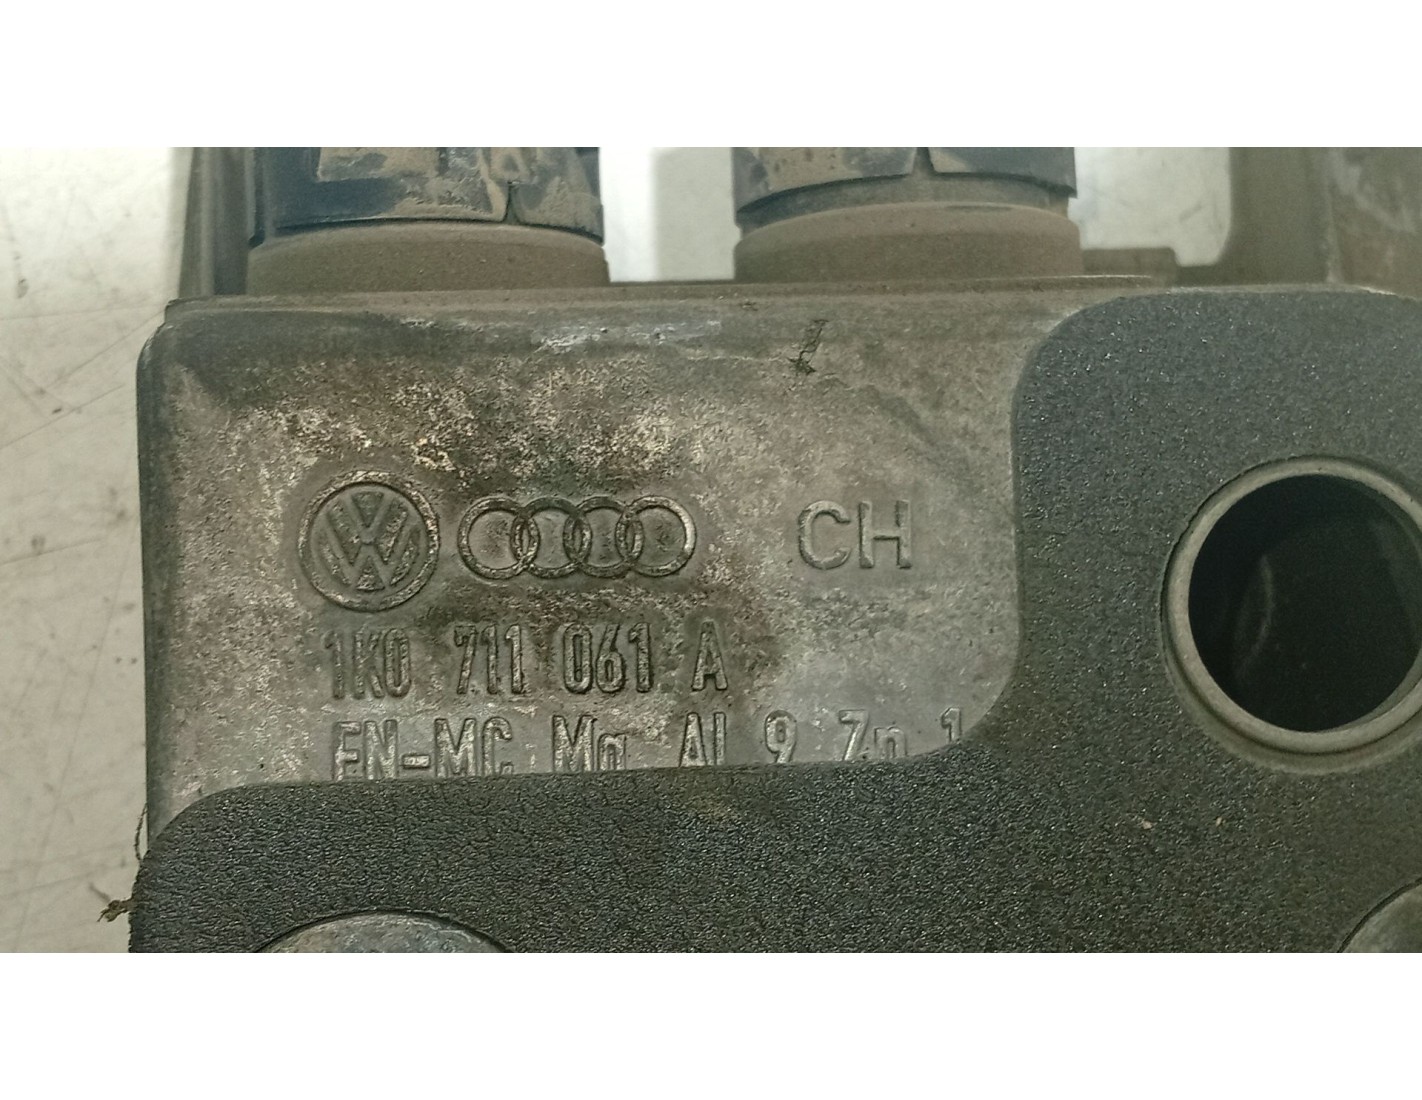 CH
1K0 711 061 A
EN-MC Mg Al 9 Zn 1